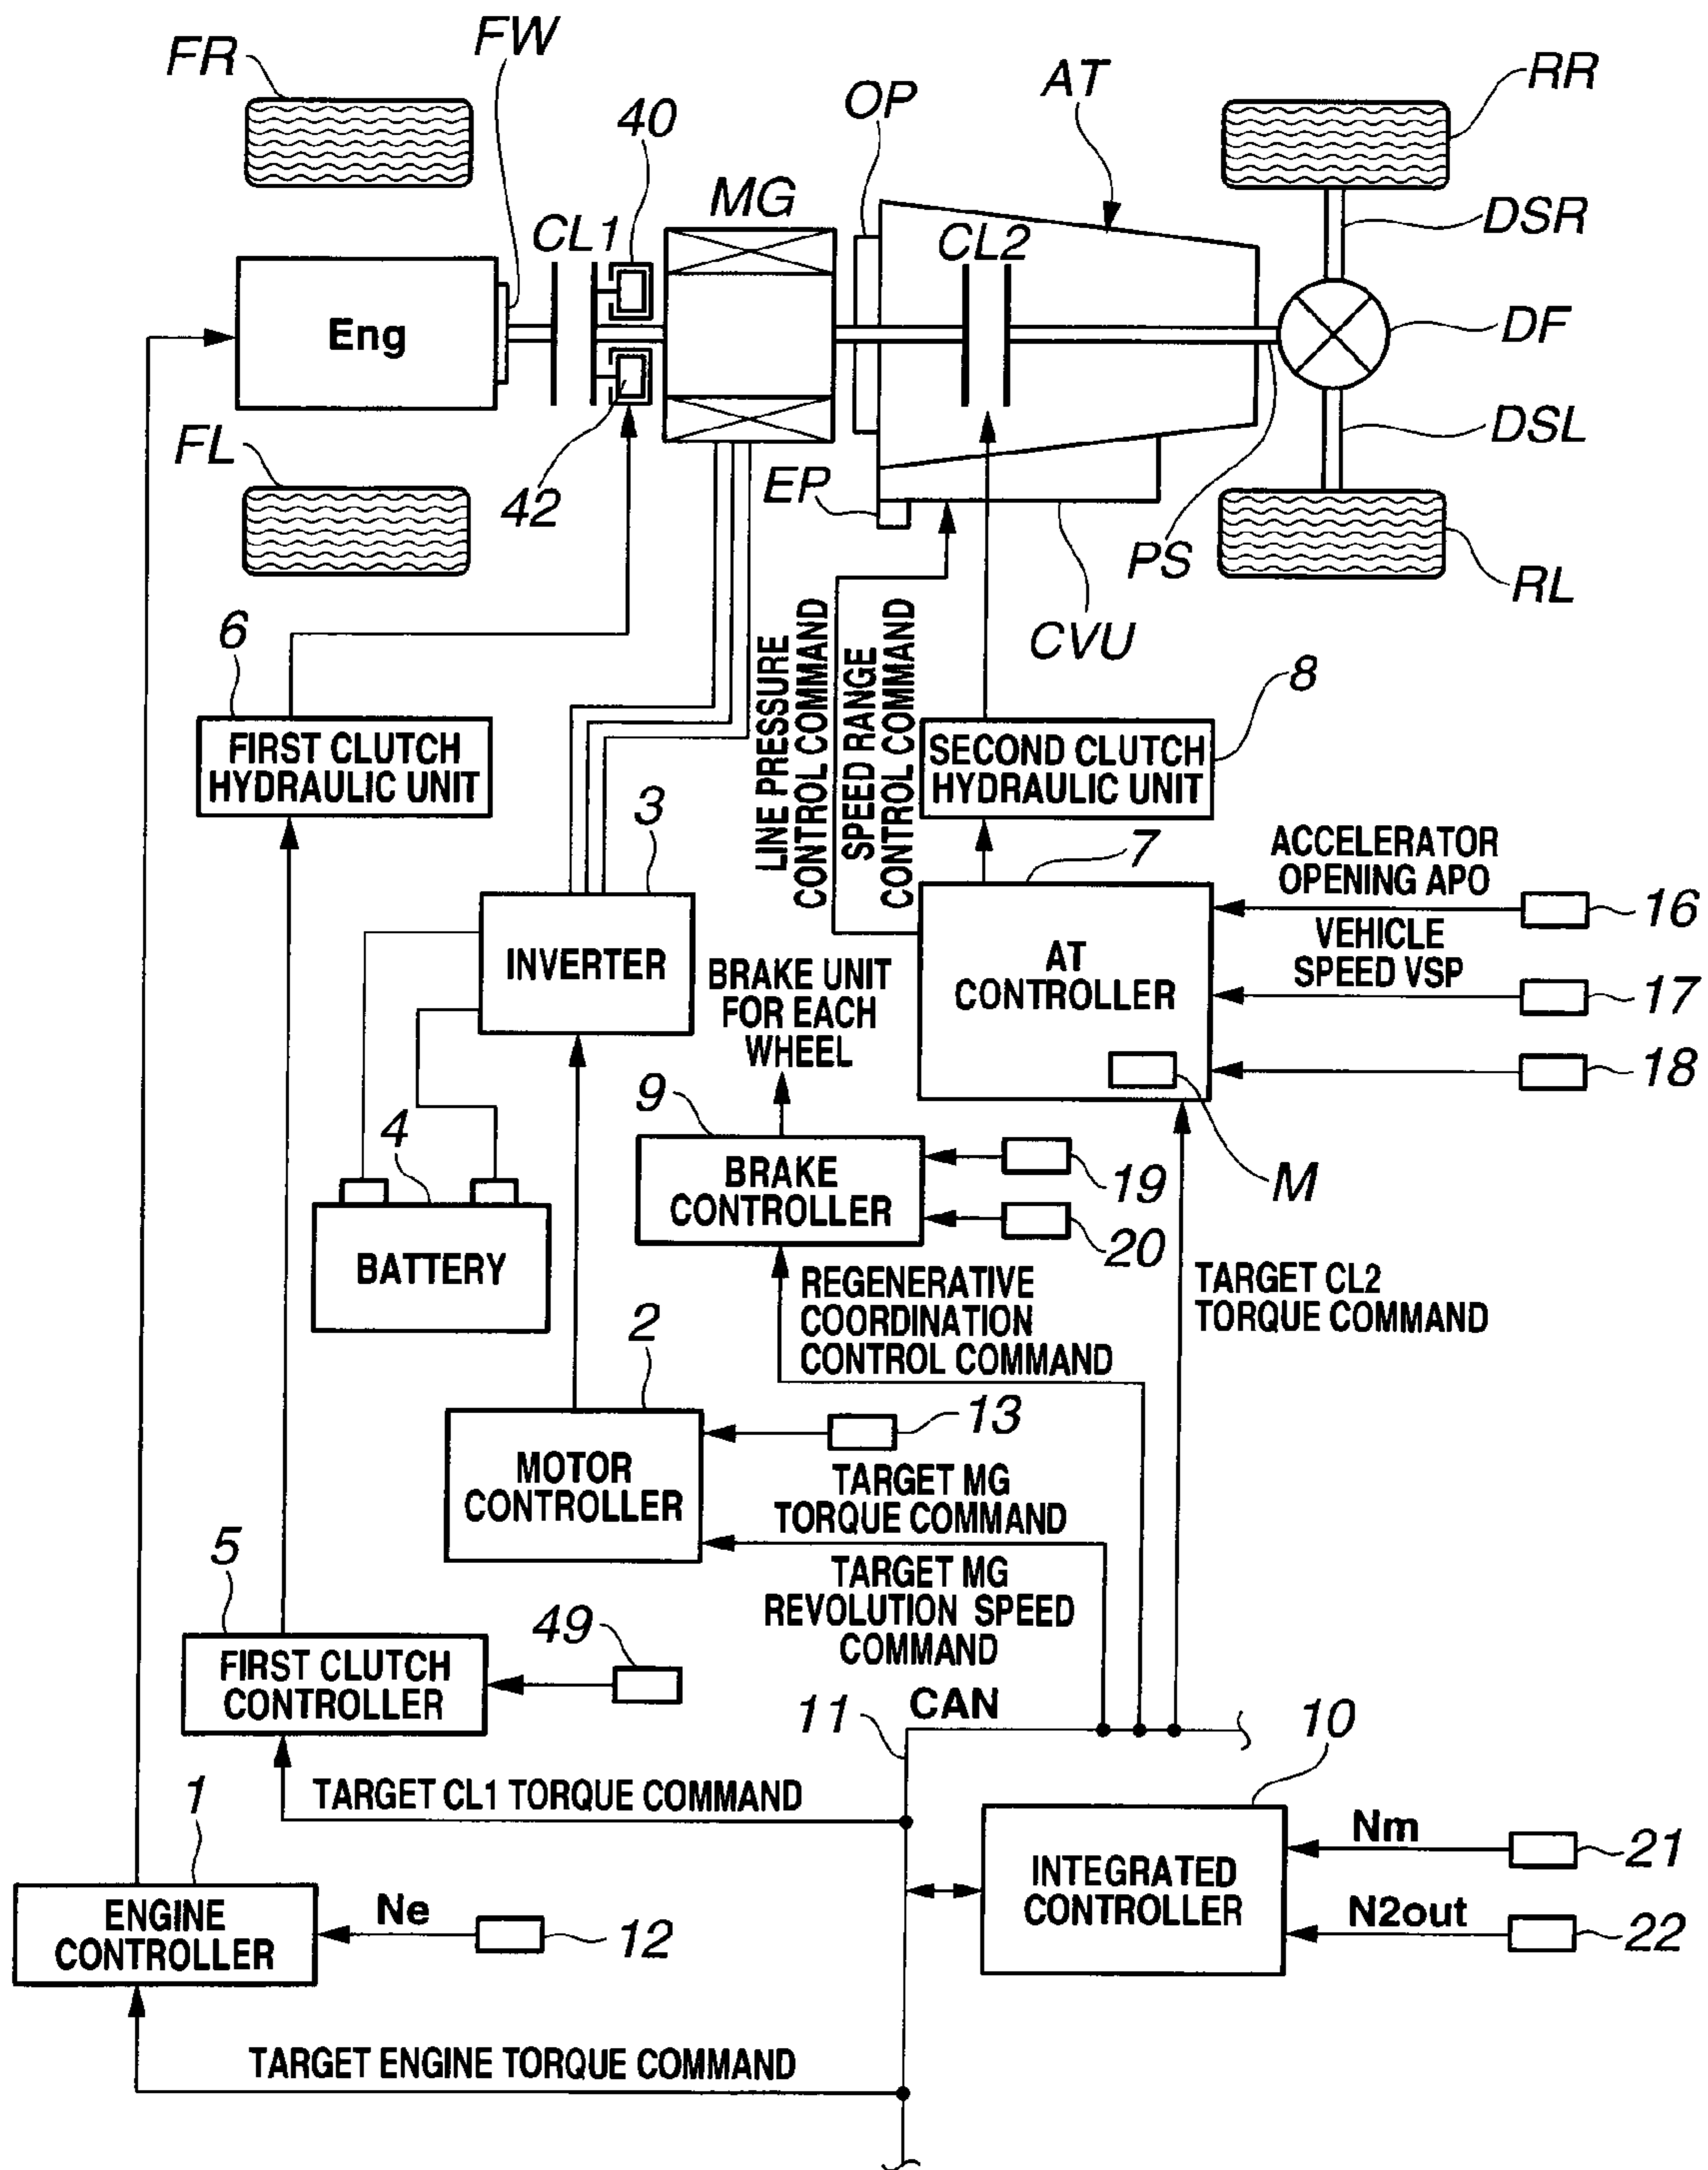 FR
FW
40
OP
AT
RR
MG
CL1
CL2
DSR
Eng
DF
FL
42
EP
DSL
PS
RL
CVU
6
8
LINE PRESSURE
CONTROL COMMAND
SPEED RANGE
CONTROL COMMAND
FIRST CLUTCH
HYDRAULIC UNIT
SECOND CLUTCH
HYDRAULIC UNIT
3
7
ACCELERATOR
OPENING APO
16
INVERTER
BRAKE UNIT
FOR EACH
WHEEL
AT
CONTROLLER
VEHICLE
SPEED VSP
17
18
4
9
M
BRAKE
CONTROLLER
19
20
BATTERY
REGENERATIVE
COORDINATION
CONTROL COMMAND
TARGET CL2
TORQUE COMMAND
2
13
MOTOR
CONTROLLER
TARGET MG
TORQUE COMMAND
TARGET MG
REVOLUTION SPEED
COMMAND
5
49
FIRST CLUTCH
CONTROLLER
11
CAN
10
TARGET CL1 TORQUE COMMAND
1
Nm
21
INTEGRATED
CONTROLLER
N2out
22
ENGINE
CONTROLLER
Ne
12
TARGET ENGINE TORQUE COMMAND